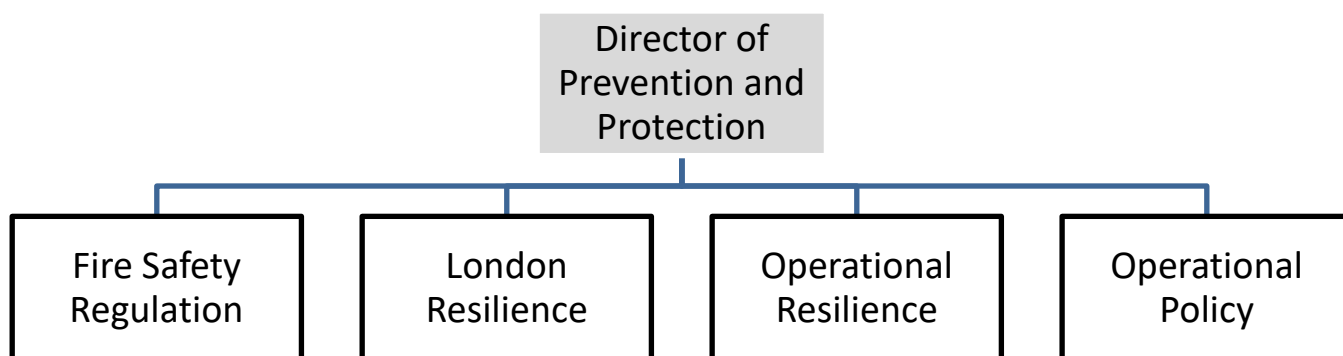 Director of
Prevention and
Protection
Fire Safety
Regulation
London
Resilience
Operational
Resilience
Operational
Policy